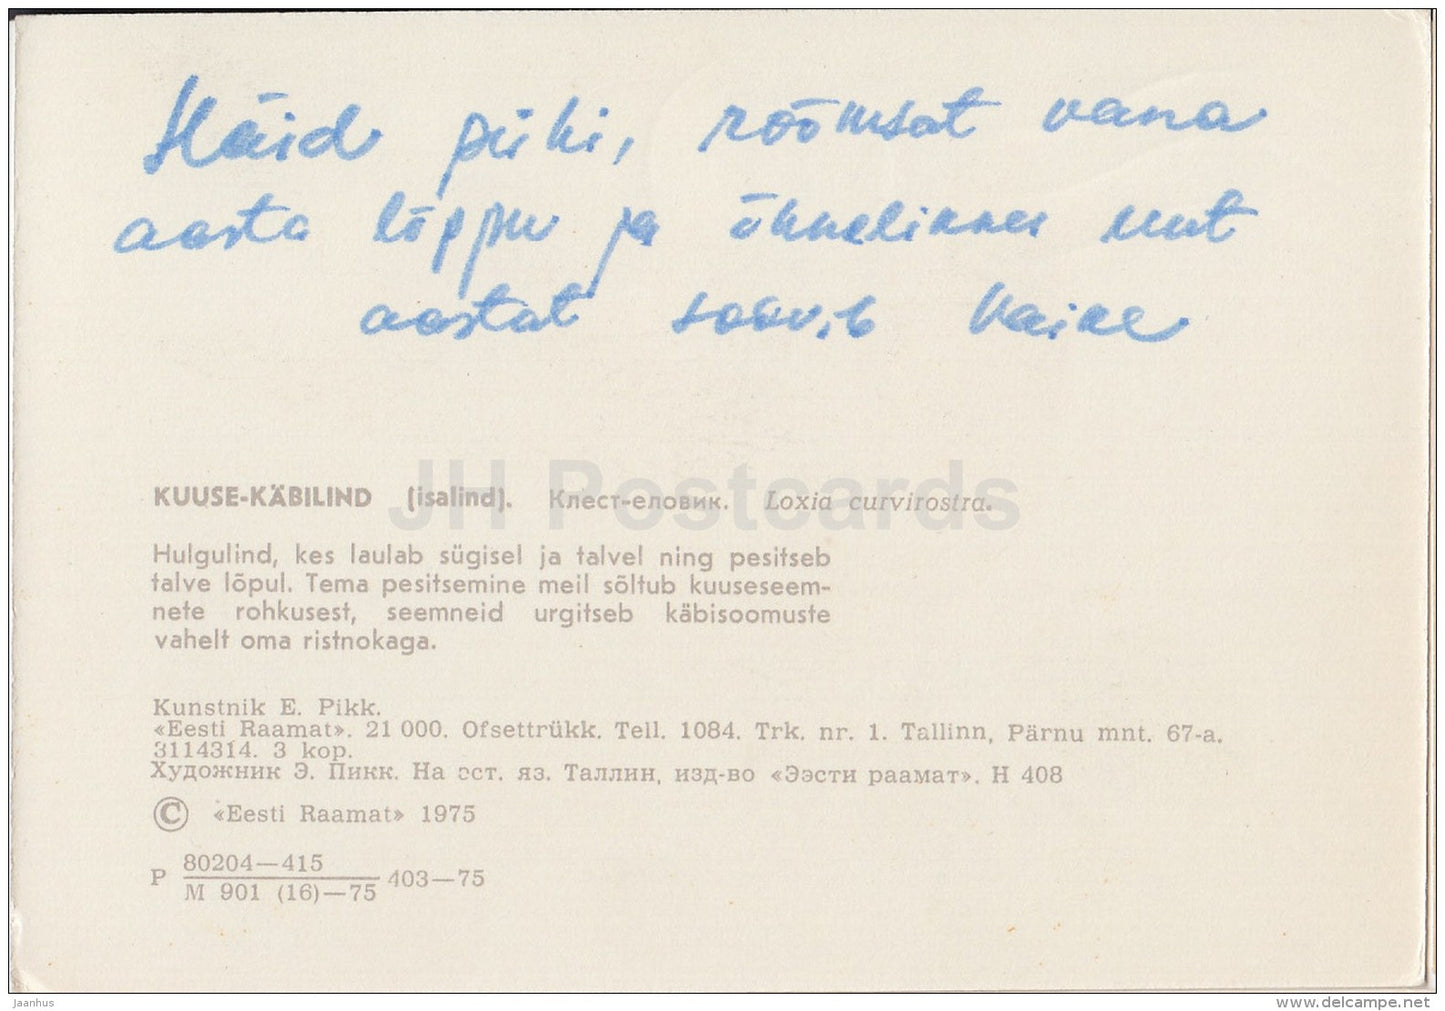 Häid pühi, rõõmsat vana
aasta lõppu ja õnnelikku uut
aastat soovib
JH Postcards
KUUSE-KÄBILIND (isalind). Клест-еловик. Loxia curvirostra.
Hulgulind, kes laulab sügisel ja talvel ning pesitseb
talve lõpul. Tema pesitsemine meil sõltub kuuseseem-
nete rohkusest, seemneid urgitseb käbisoomuste
vahelt oma ristnokaga.
Kunstnik E. Pikk.
«Eesti Raamat». 21 000. Ofsettrükk. Tell. 1084. Trk. nr. 1. Tallinn, Pärnu mnt. 67-a.
3114314. 3 kop.
Художник Э. Пикк. На эст. яз. Таллин, изд-во «Ээсти раамат». Н 408
© «Eesti Raamat» 1975
Р 80204—415
М 901 (16)—75 403—75
Jaanhus
www.delcampe.net